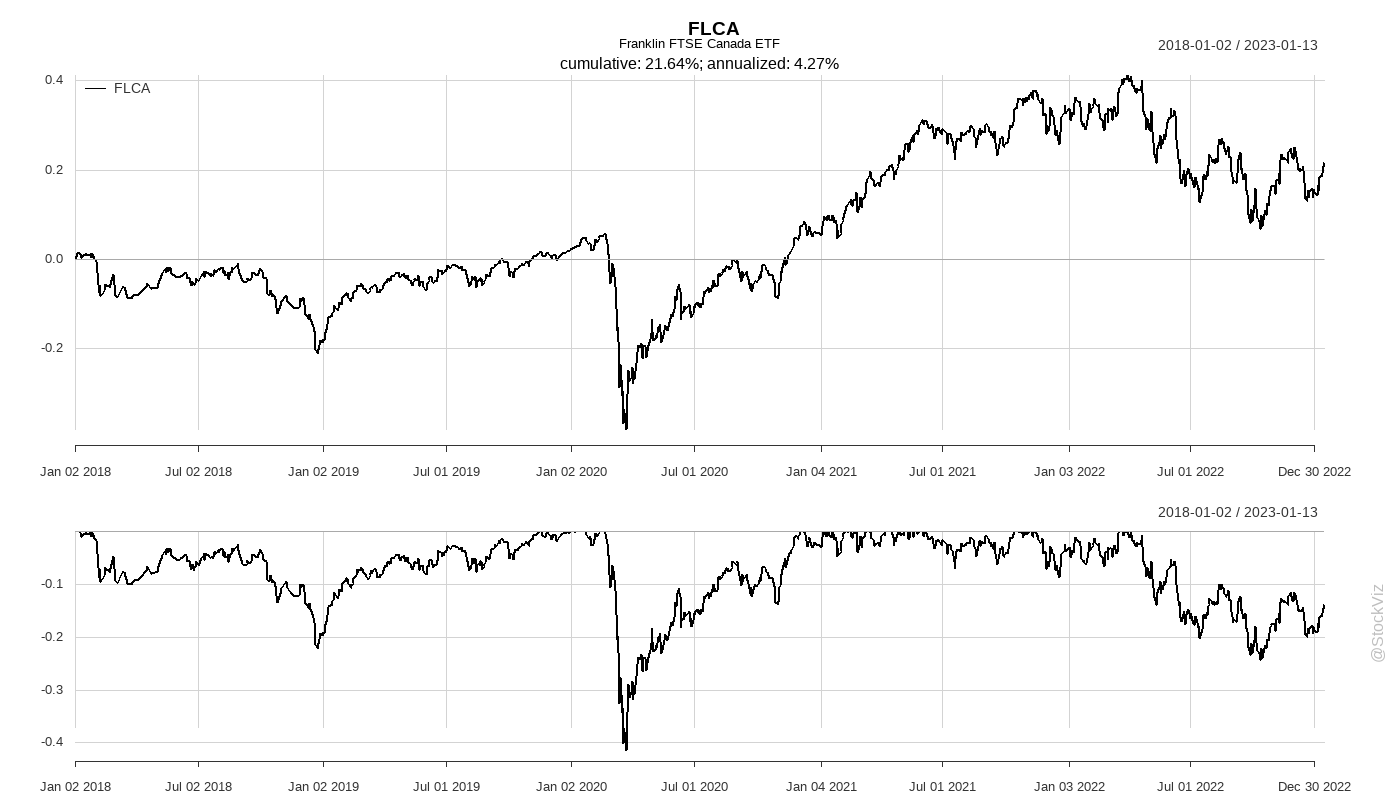 FLCA
Franklin FTSE Canada ETF
2018-01-02 / 2023-01-13
cumulative: 21.64%; annualized: 4.27%
FLCA
0.4
0.2
0.0
-0.2
Jan 02 2018 Jul 02 2018 Jan 02 2019 Jul 01 2019 Jan 02 2020 Jul 01 2020 Jan 04 2021 Jul 01 2021 Jan 03 2022 Jul 01 2022 Dec 30 2022
2018-01-02 / 2023-01-13
-0.1
-0.2
-0.3
-0.4
Jan 02 2018 Jul 02 2018 Jan 02 2019 Jul 01 2019 Jan 02 2020 Jul 01 2020 Jan 04 2021 Jul 01 2021 Jan 03 2022 Jul 01 2022 Dec 30 2022
@StockViz